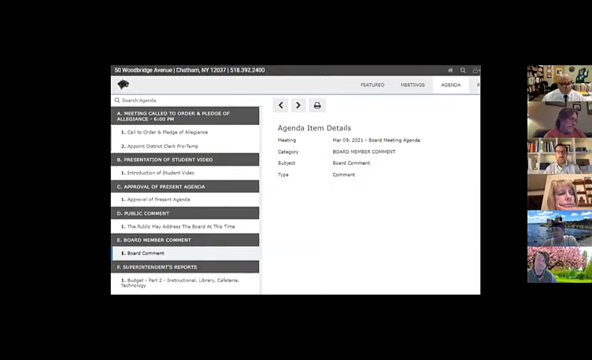 50 Woodbridge Avenue | Chatham, NY 12037 | 518.392.2400
FEATURED MEETINGS AGENDA
Search Agenda
A. MEETING CALLED TO ORDER & PLEDGE OF
ALLEGIANCE - 6:00 PM
1. Call to Order & Pledge of Allegiance
2. Appoint District Clerk Pro-Temp
B. PRESENTATION OF STUDENT VIDEO
1. Introduction of Student Video
C. APPROVAL OF PRESENT AGENDA
1. Approval of Present Agenda
D. PUBLIC COMMENT
1. The Public May Address The Board At This Time
E. BOARD MEMBER COMMENT
1. Board Comment
F. SUPERINTENDENT'S REPORTS
1. Budget - Part 2 - Instructional, Library, Cafeteria,
Technology
Agenda Item Details
Meeting Mar 09, 2021 - Board Meeting Agenda
Category BOARD MEMBER COMMENT
Subject Board Comment
Type Comment